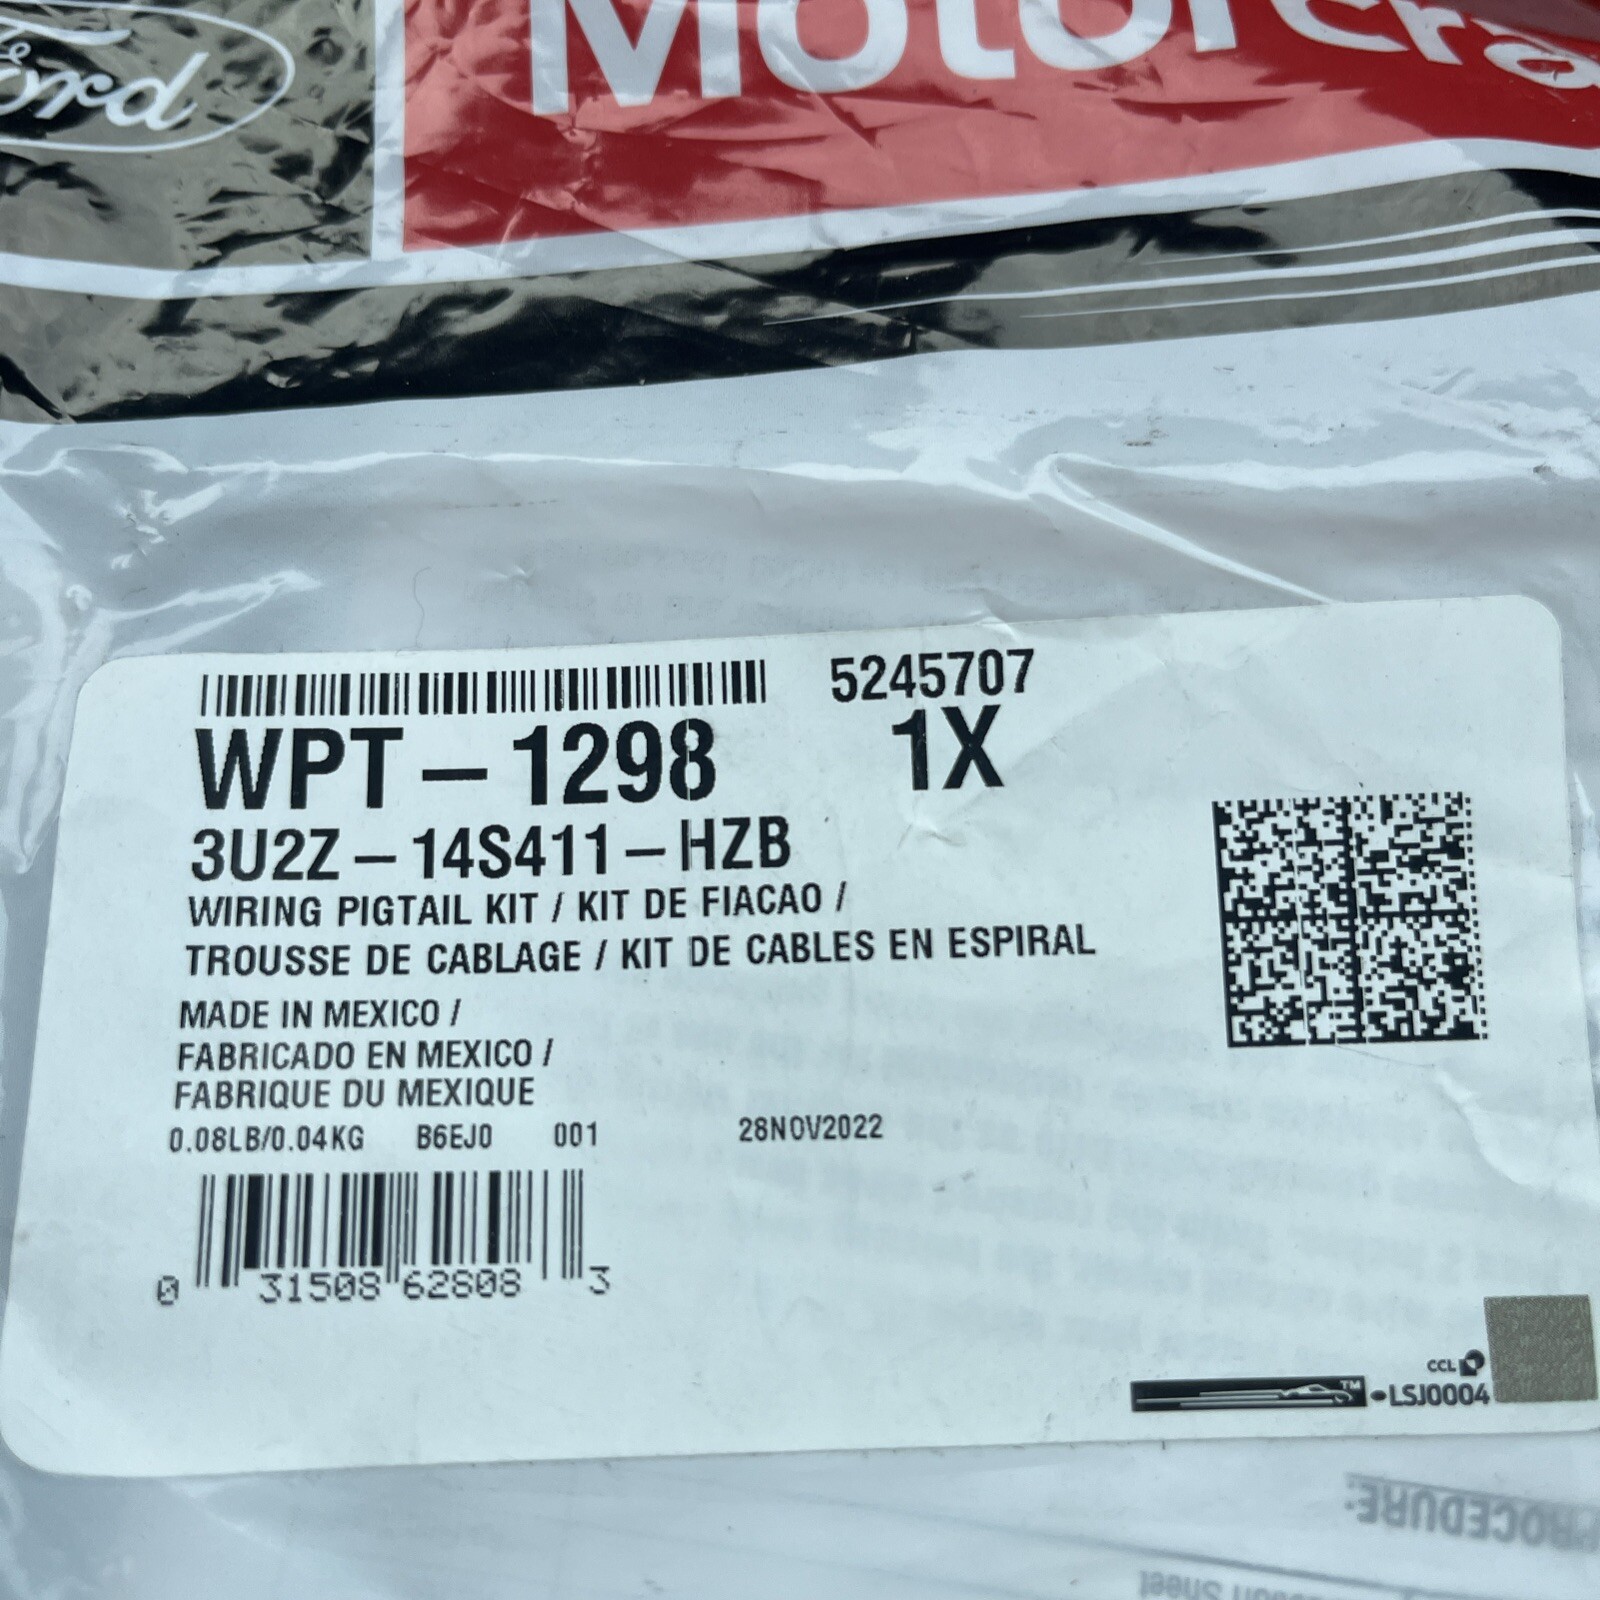 Ford
Motorcra
5245707
WPT-1298 1X
3U2Z-14S411-HZB
WIRING PIGTAIL KIT / KIT DE FIACAO /
TROUSSE DE CABLAGE / KIT DE CABLES EN ESPIRAL
MADE IN MEXICO /
FABRICADO EN MEXICO /
FABRIQUE DU MEXIQUE
0.08LB/0.04KG B6EJ0 001 28NOV2022
0 31508 62808 3
CCL
TM
•LSJ0004
ROCEDURE: